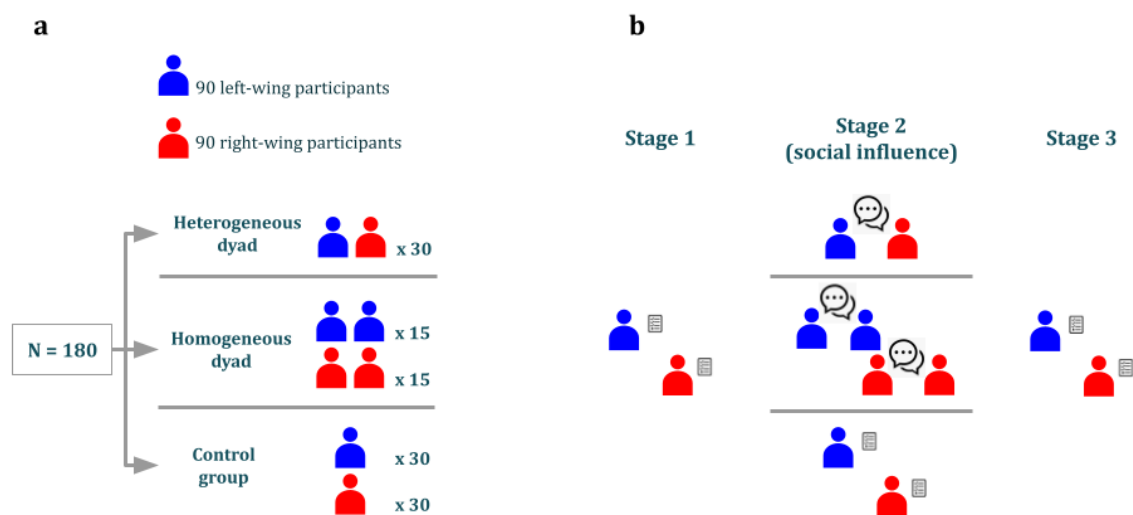 a
90 left-wing participants
90 right-wing participants
N = 180
Heterogeneous
dyad
x 30
Homogeneous
dyad
x 15
x 15
Control
group
x 30
x 30
b
Stage 1
Stage 2
(social influence)
Stage 3